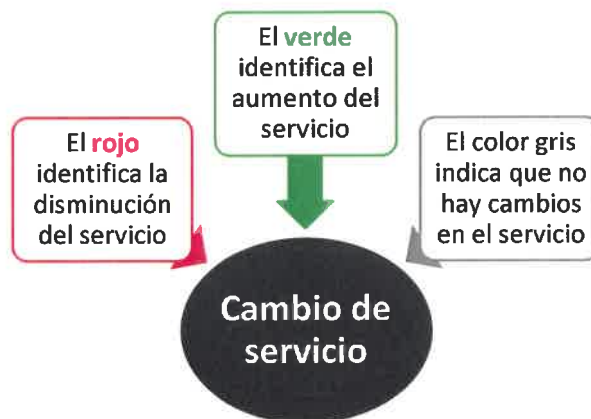 El rojo
identifica la
disminución
del servicio
El verde
identifica el
aumento del
servicio
El color gris
indica que no
hay cambios
en el servicio
Cambio de
servicio